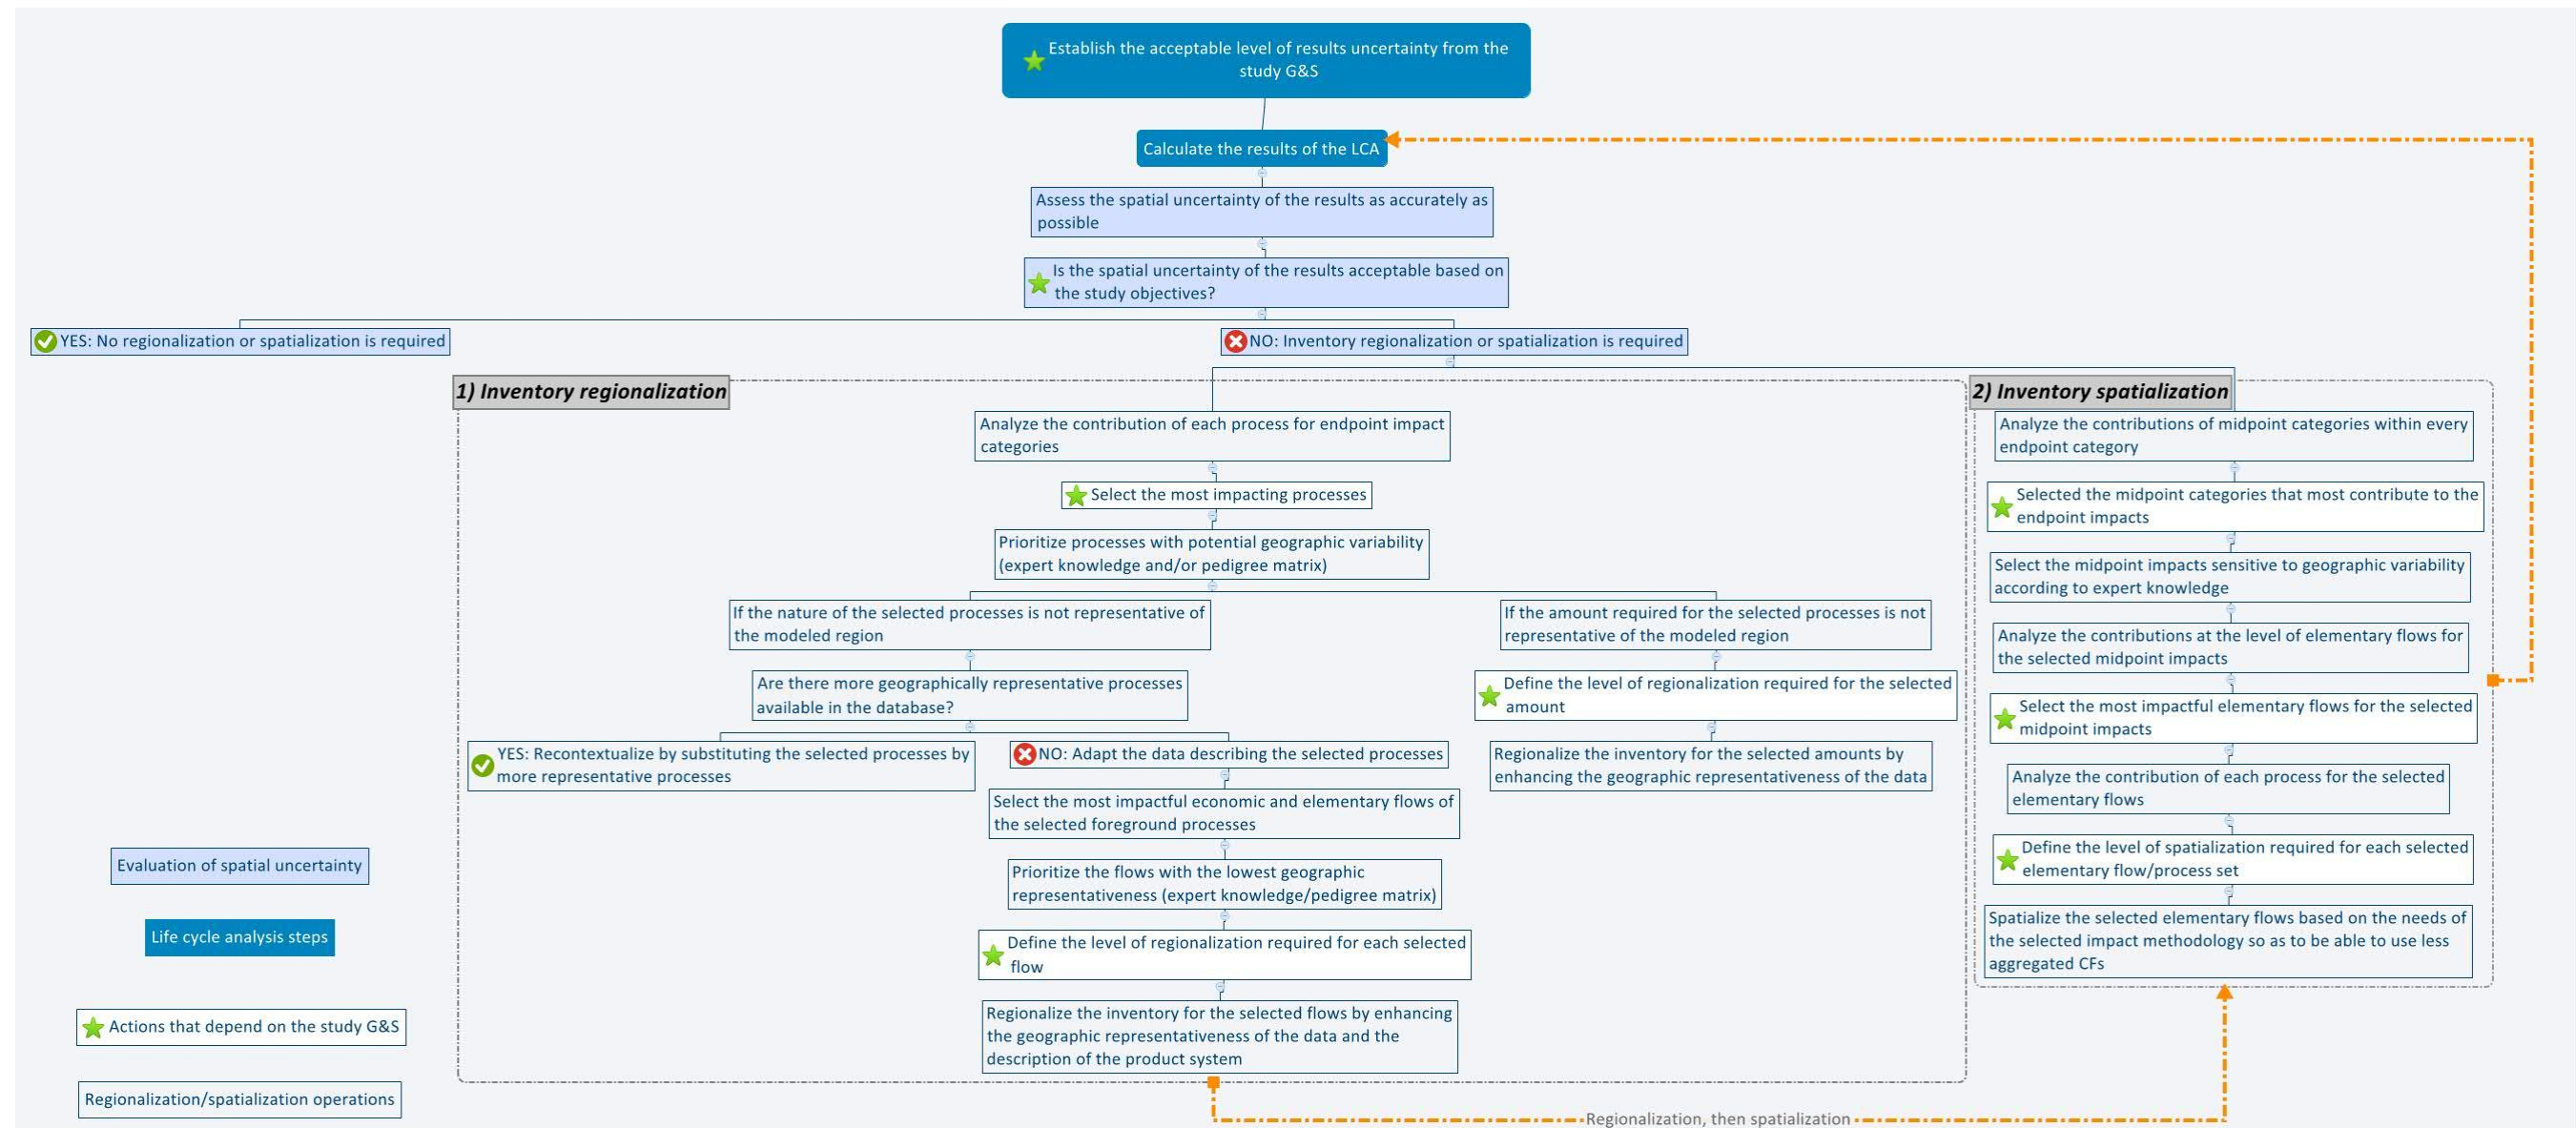 Establish the acceptable level of results uncertainty from the
study G&S
Calculate the results of the LCA
Assess the spatial uncertainty of the results as accurately as
possible
Is the spatial uncertainty of the results acceptable based on
the study objectives?
YES: No regionalization or spatialization is required
NO: Inventory regionalization or spatialization is required
1) Inventory regionalization
Analyze the contribution of each process for endpoint impact
categories
Select the most impacting processes
Prioritize processes with potential geographic variability
(expert knowledge and/or pedigree matrix)
If the nature of the selected processes is not representative of
the modeled region
Are there more geographically representative processes
available in the database?
YES: Recontextualize by substituting the selected processes by
more representative processes
NO: Adapt the data describing the selected processes
Select the most impactful economic and elementary flows of
the selected foreground processes
Prioritize the flows with the lowest geographic
representativeness (expert knowledge/pedigree matrix)
Define the level of regionalization required for each selected
flow
Regionalize the inventory for the selected flows by enhancing
the geographic representativeness of the data and the
description of the product system
If the amount required for the selected processes is not
representative of the modeled region
Define the level of regionalization required for the selected
amount
Regionalize the inventory for the selected amounts by
enhancing the geographic representativeness of the data
2) Inventory spatialization
Analyze the contributions of midpoint categories within every
endpoint category
Selected the midpoint categories that most contribute to the
endpoint impacts
Select the midpoint impacts sensitive to geographic variability
according to expert knowledge
Analyze the contributions at the level of elementary flows for
the selected midpoint impacts
Select the most impactful elementary flows for the selected
midpoint impacts
Analyze the contribution of each process for the selected
elementary flows
Define the level of spatialization required for each selected
elementary flow/process set
Spatialize the selected elementary flows based on the needs of
the selected impact methodology so as to be able to use less
aggregated CFs
Regionalization, then spatialization
Evaluation of spatial uncertainty
Life cycle analysis steps
Actions that depend on the study G&S
Regionalization/spatialization operations